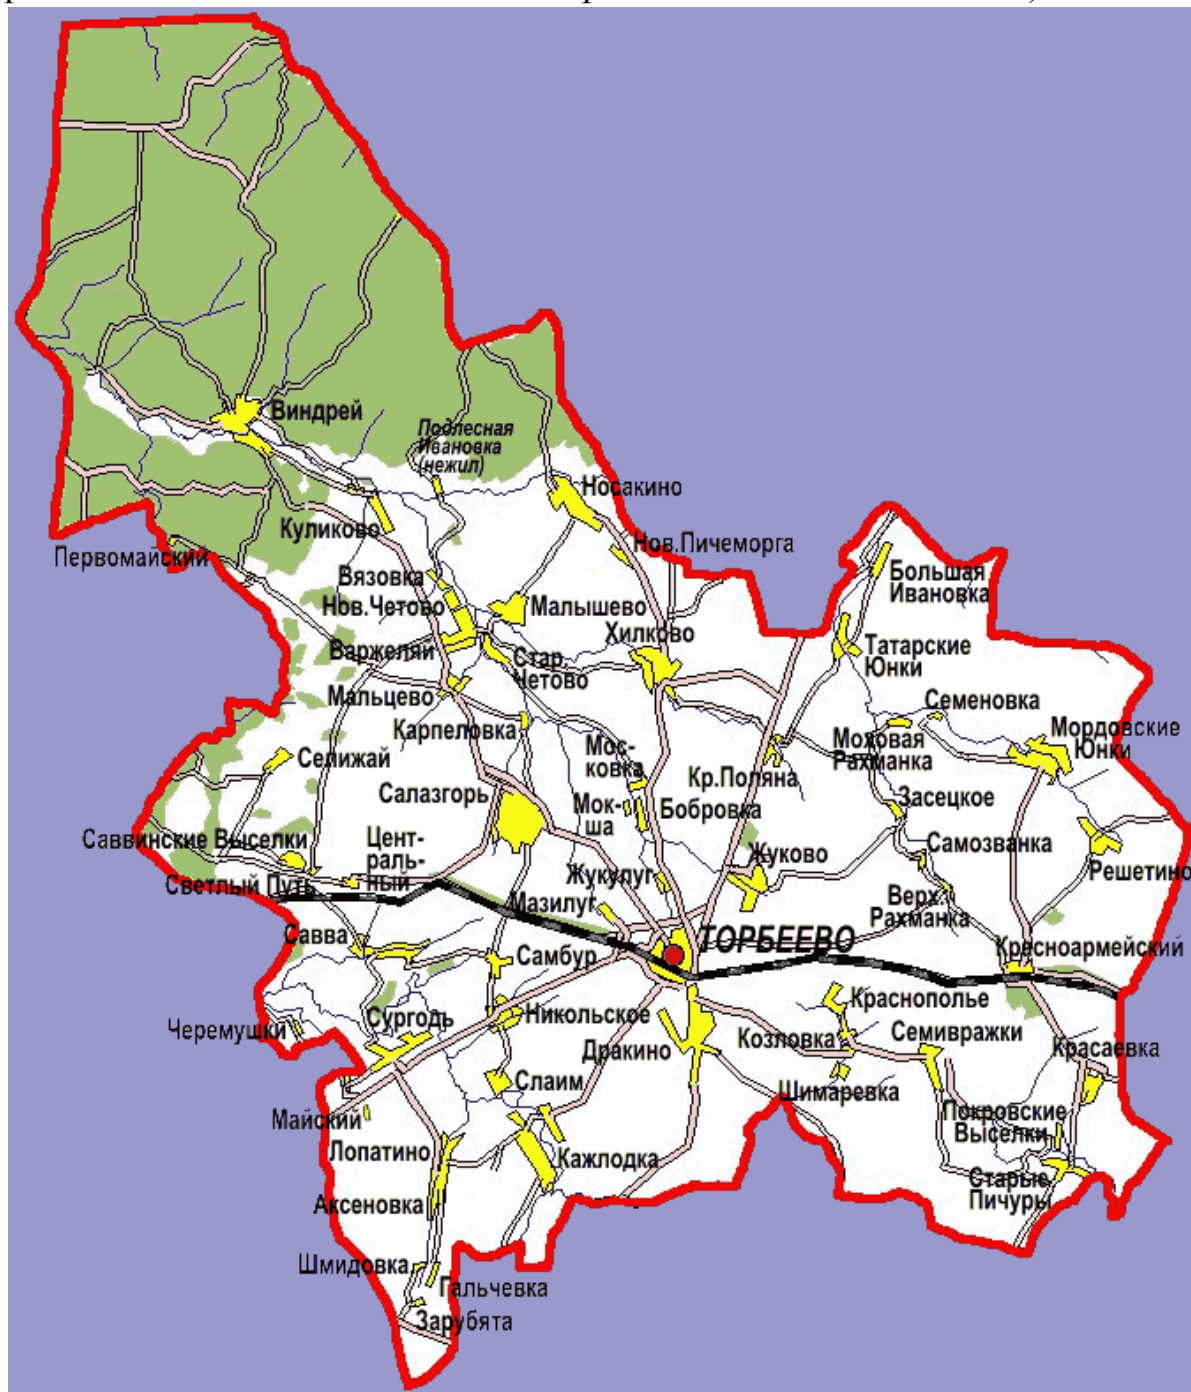 Виндрей
Подлесная
Ивановка
(нежил)
Носакино
Куликово
Нов.Пичеморга
Первомайский
Большая
Ивановка
Вязовка
Нов.Четово
Малышево
Хилково
Варжеляй
Стар.
Четово
Татарские
Юнки
Мальцево
Семеновка
Карпеловка
Мос-
ковка
Моховая
Рахманка
Мордовские
Юнки
Селижай
Кр.Поляна
Салазгорь
Мок-
ша
Бобровка
Засецкое
Саввинские Выселки
Цент-
раль-
ный
Жуково
Самозванка
Решетино
Светлый Путь
Жукулуг
Мазилуг
Верх.
Рахманка
Савва
ТОРБЕЕВО
Кресноармейский
Самбур
Черемушки
Сургодь
Никольское
Краснополье
Дракино
Козловка
Семивражки
Красаевка
Слаим
Шимаревка
Майский
Покровские
Выселки
Лопатино
Кажлодка
Старые
Пичуры
Аксеновка
Шмидовка
Гальчевка
Зарубята